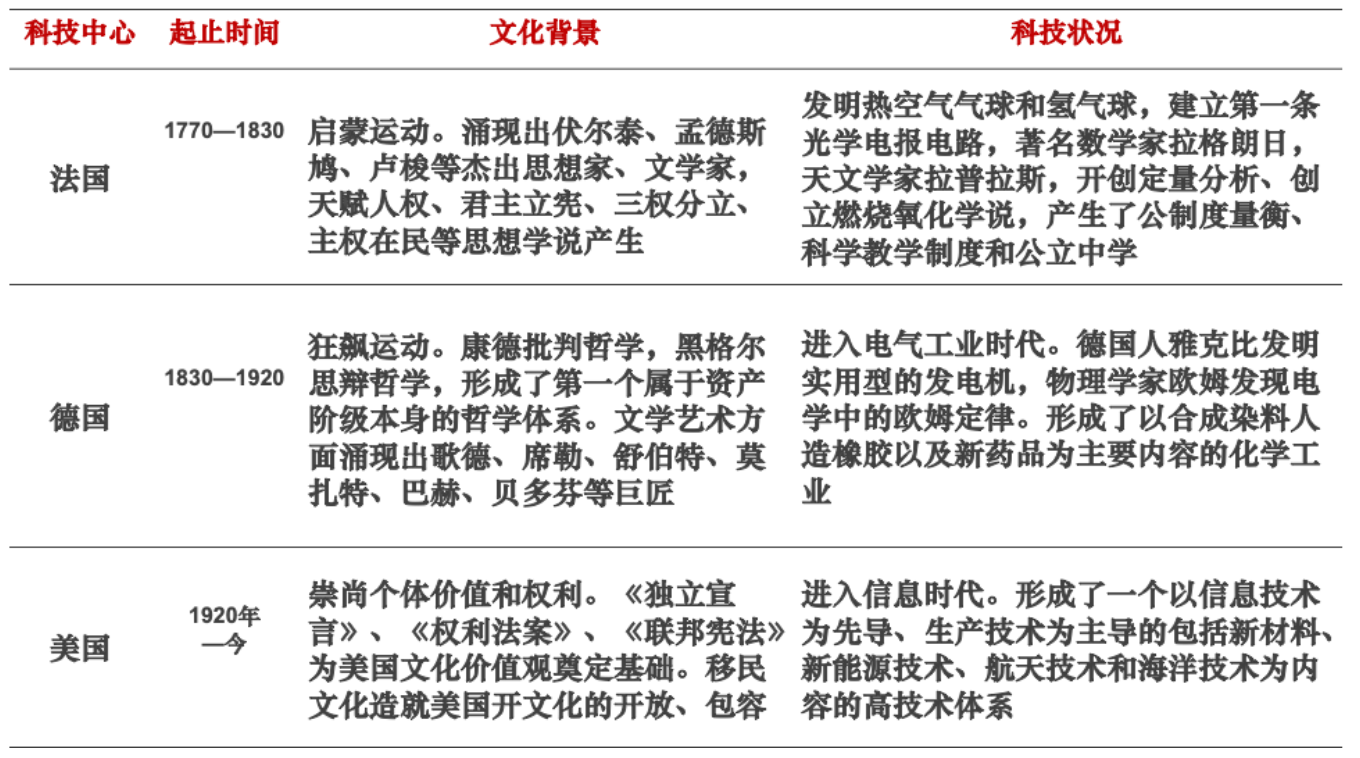 科技中心 起止时间 文化背景 科技状况
法国
1770—1830
启蒙运动。涌现出伏尔泰、孟德斯
鸠、卢梭等杰出思想家、文学家，
天赋人权、君主立宪、三权分立、
主权在民等思想学说产生
发明热空气气球和氢气球，建立第一条
光学电报电路，著名数学家拉格朗日，
天文学家拉普拉斯，开创定量分析、创
立燃烧氧化学说，产生了公制度量衡、
科学教学制度和公立中学
德国
1830—1920
狂飙运动。康德批判哲学，黑格尔
思辩哲学，形成了第一个属于资产
阶级本身的哲学体系。文学艺术方
面涌现出歌德、席勒、舒伯特、莫
扎特、巴赫、贝多芬等巨匠
进入电气工业时代。德国人雅克比发明
实用型的发电机，物理学家欧姆发现电
学中的欧姆定律。形成了以合成染料人
造橡胶以及新药品为主要内容的化学工
业
美国
1920年
—今
崇尚个体价值和权利。《独立宣
言》、《权利法案》、《联邦宪法》
为美国文化价值观奠定基础。移民
文化造就美国开文化的开放、包容
进入信息时代。形成了一个以信息技术
为先导、生产技术为主导的包括新材料、
新能源技术、航天技术和海洋技术为内
容的高技术体系